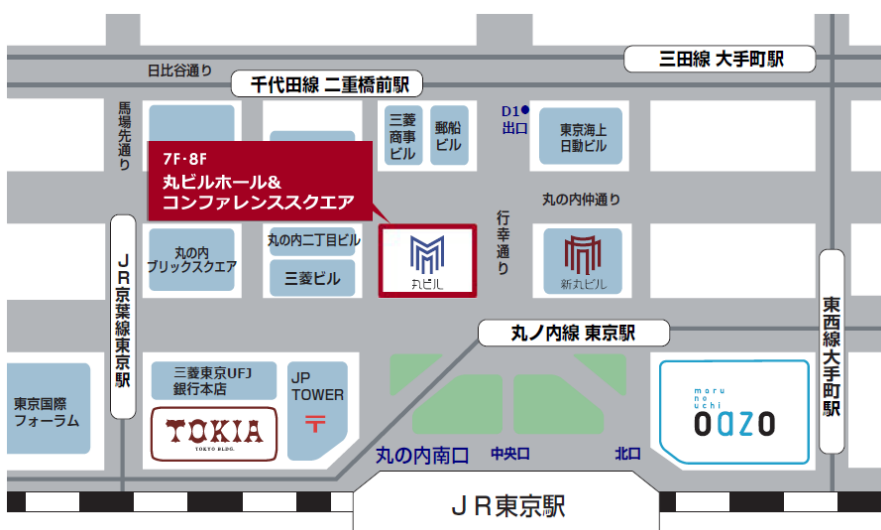 三田線 大手町駅
日比谷通り
千代田線 二重橋前駅
馬場先通り
三菱
商事
ビル
郵船
ビル
D1
出口
東京海上
日動ビル
7F・8F
丸ビルホール&
コンファレンススクエア
丸の内仲通り
行幸通り
丸の内
ブリックスクエア
丸の内二丁目ビル
三菱ビル
丸ビル
新丸ビル
JR京葉線東京駅
東西線大手町駅
丸ノ内線 東京駅
東京国際
フォーラム
三菱東京UFJ
銀行本店
TOKIA
TOKYO BLDG.
JP
TOWER
〒
maru
no
uchi
oazo
丸の内南口
中央口
北口
JR東京駅